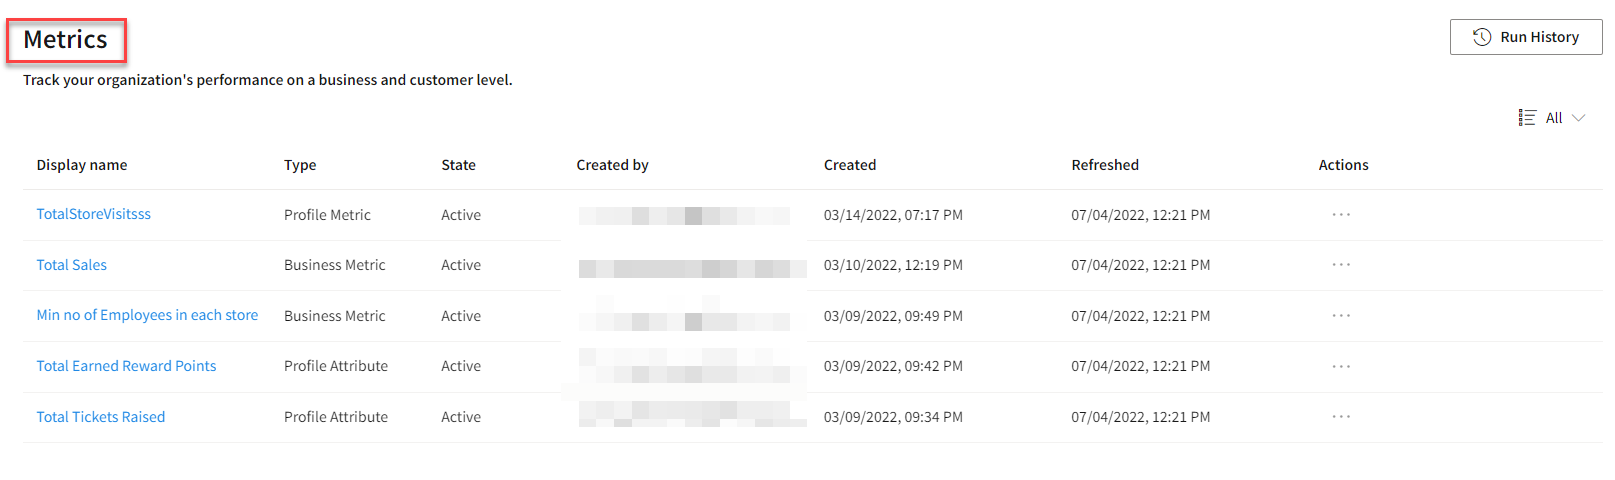 Metrics
Run History
Track your organization's performance on a business and customer level.
All
Display name Type State Created by Created Refreshed Actions
TotalStoreVisitsss Profile Metric Active 03/14/2022, 07:17 PM 07/04/2022, 12:21 PM ...
Total Sales Business Metric Active 03/10/2022, 12:19 PM 07/04/2022, 12:21 PM ...
Min no of Employees in each store Business Metric Active 03/09/2022, 09:49 PM 07/04/2022, 12:21 PM ...
Total Earned Reward Points Profile Attribute Active 03/09/2022, 09:42 PM 07/04/2022, 12:21 PM ...
Total Tickets Raised Profile Attribute Active 03/09/2022, 09:34 PM 07/04/2022, 12:21 PM ...